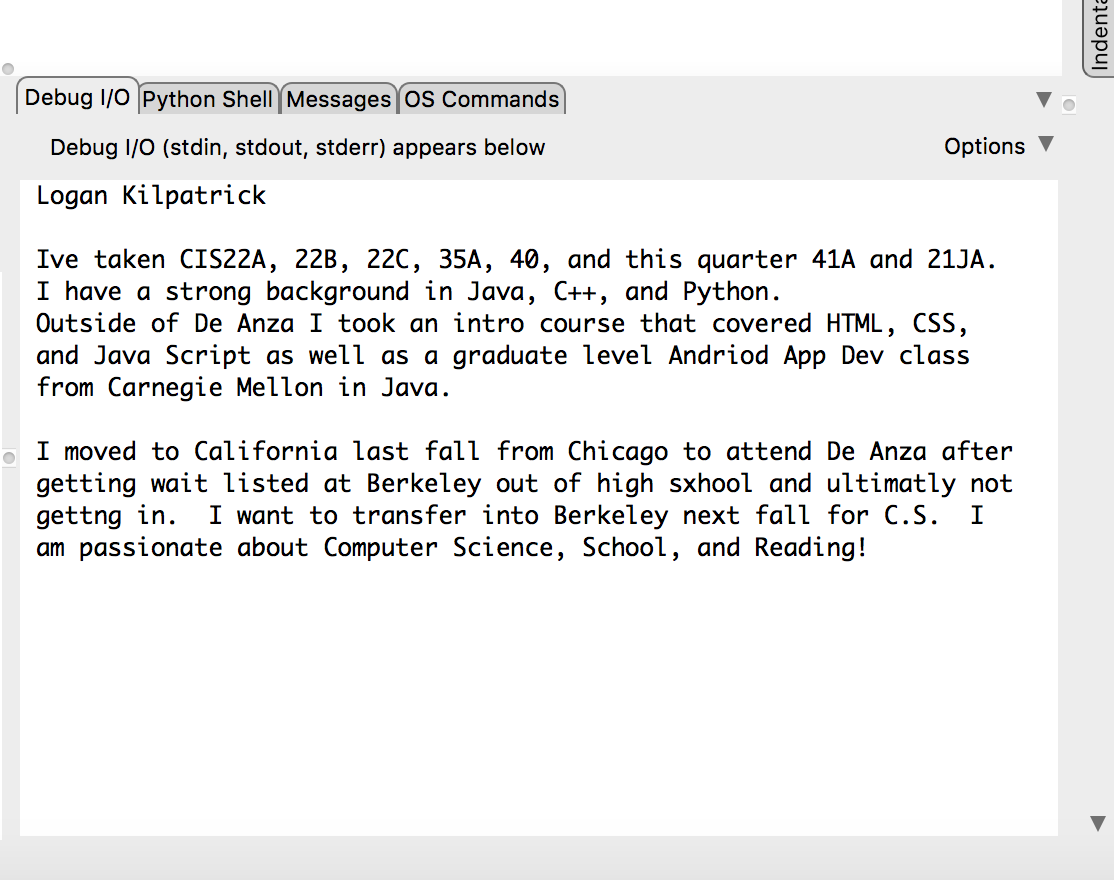 Indenta
Debug I/O Python Shell Messages OS Commands
Debug I/O (stdin, stdout, stderr) appears below Options
Logan Kilpatrick
Ive taken CIS22A, 22B, 22C, 35A, 40, and this quarter 41A and 21JA.
I have a strong background in Java, C++, and Python.
Outside of De Anza I took an intro course that covered HTML, CSS,
and Java Script as well as a graduate level Andriod App Dev class
from Carnegie Mellon in Java.
I moved to California last fall from Chicago to attend De Anza after
getting wait listed at Berkeley out of high sxhool and ultimatly not
gettng in.  I want to transfer into Berkeley next fall for C.S.  I
am passionate about Computer Science, School, and Reading!